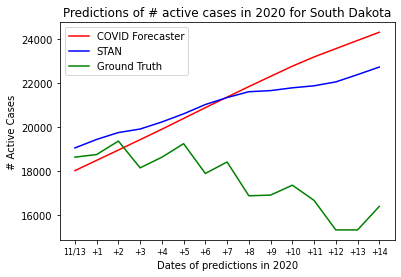 Predictions of # active cases in 2020 for South Dakota
COVID Forecaster
STAN
Ground Truth
# Active Cases
24000
22000
20000
18000
16000
11/13 +1 +2 +3 +4 +5 +6 +7 +8 +9 +10 +11 +12 +13 +14
Dates of predictions in 2020